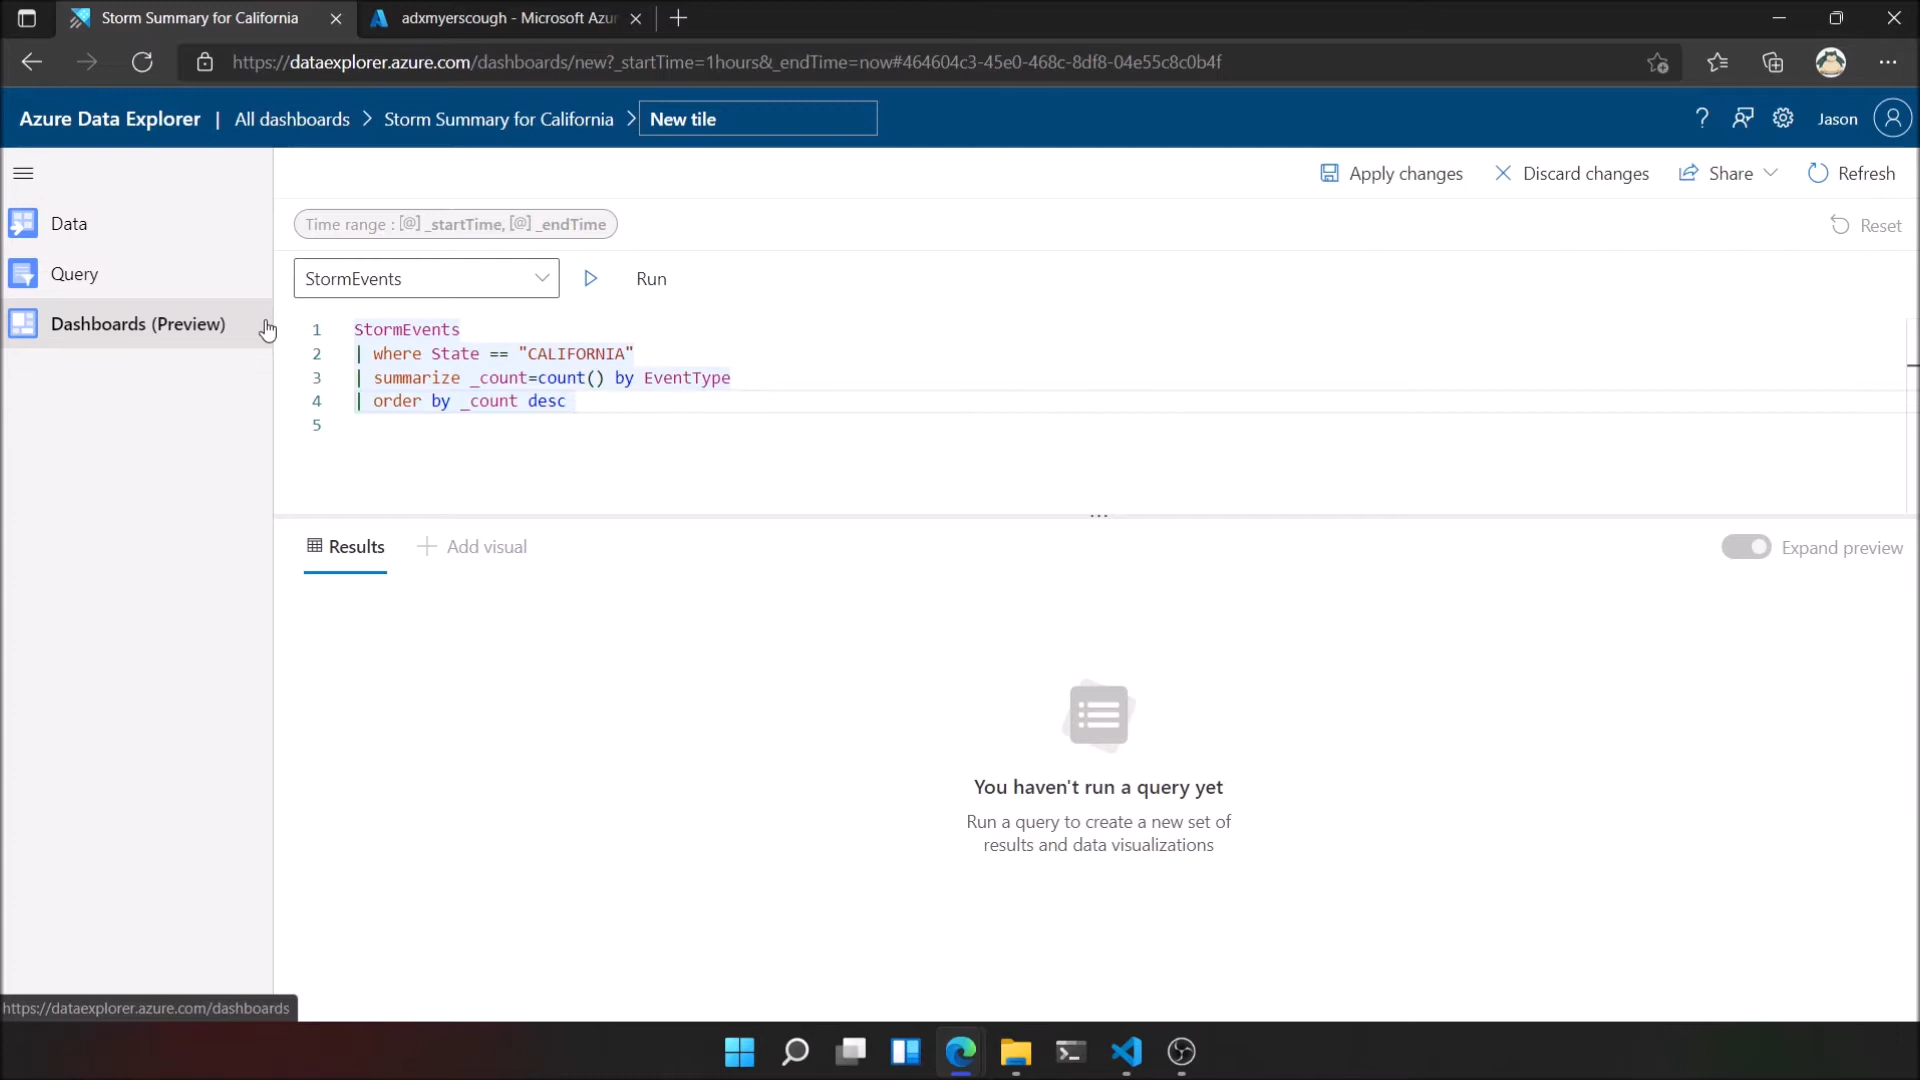 Storm Summary for California
adxmyerscough - Microsoft Azu
https://dataexplorer.azure.com/dashboards/new?_startTime=1hours&_endTime=now#464604c3-45e0-468c-8df8-04e55c8c0b4f
Azure Data Explorer | All dashboards > Storm Summary for California > New tile
? Jason
Apply changes Discard changes Share Refresh
Data
Query
Dashboards (Preview)
Time range : [@] _startTime, [@] _endTime
Reset
StormEvents
Run
1 StormEvents
2 | where State == "CALIFORNIA"
3 | summarize _count=count() by EventType
4 | order by _count desc
5
Results
Add visual
Expand preview
You haven't run a query yet
Run a query to create a new set of
results and data visualizations
https://dataexplorer.azure.com/dashboards